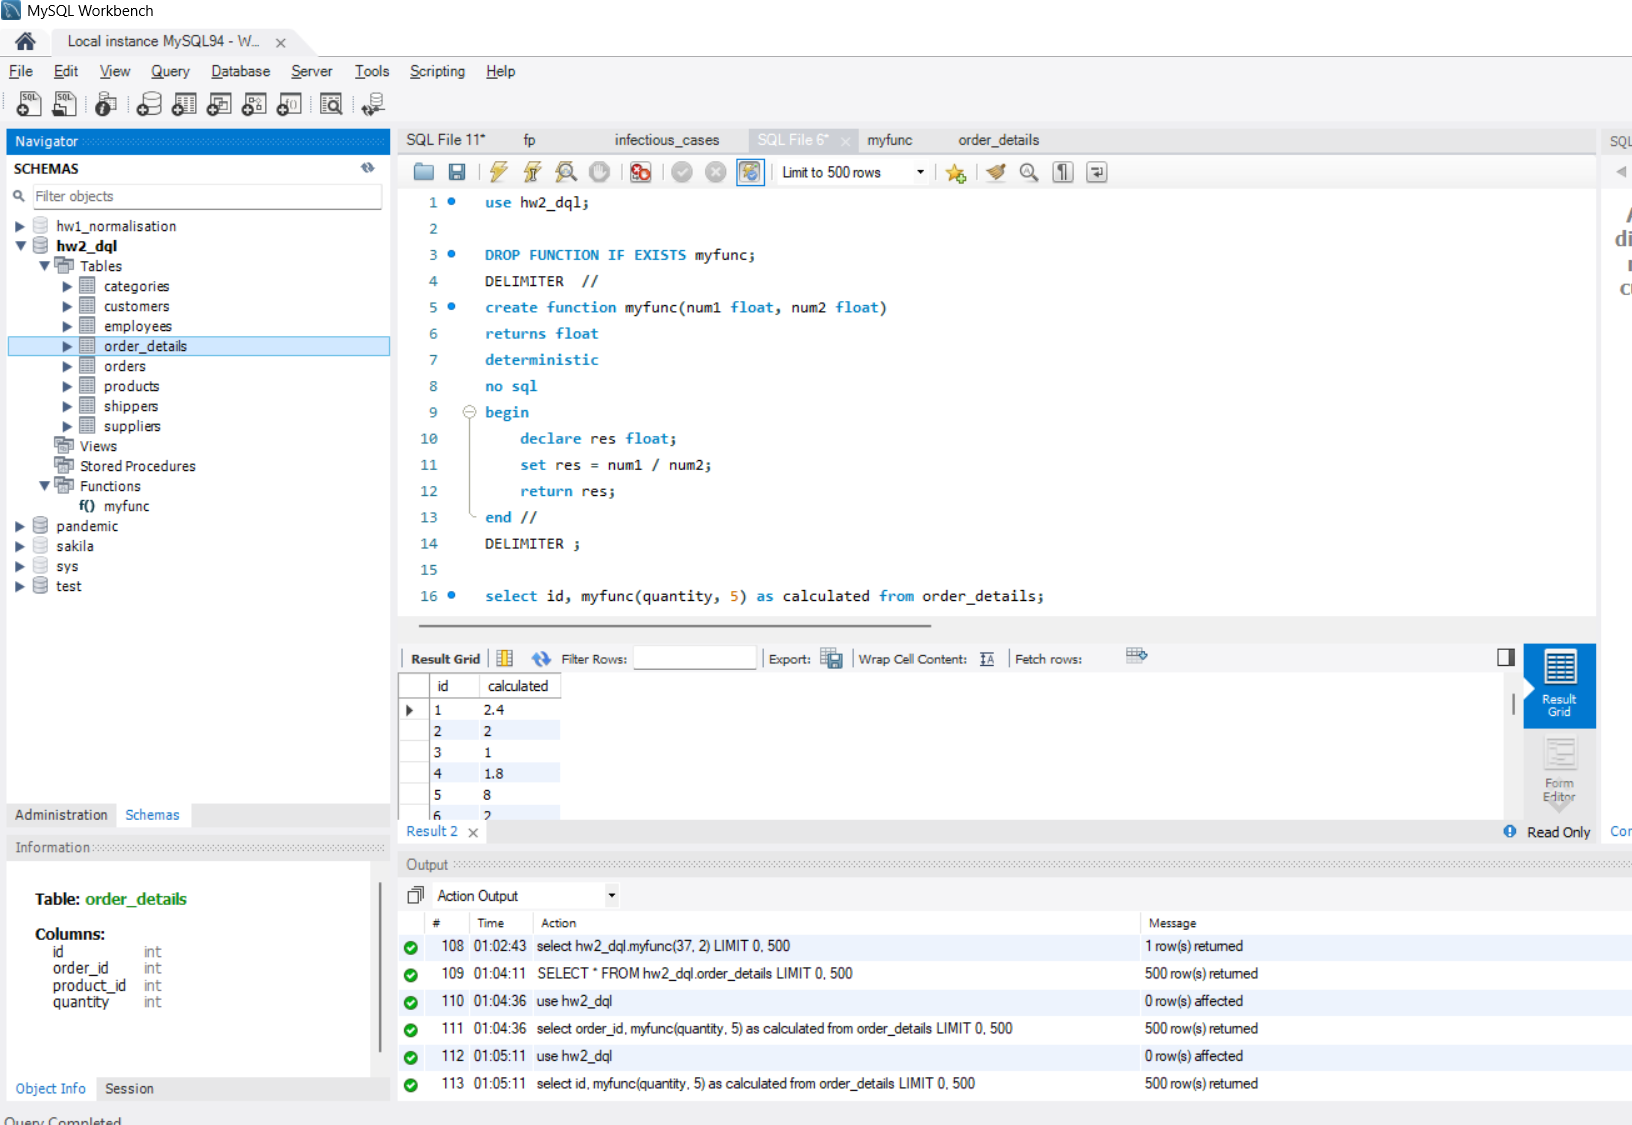 MySQL Workbench
Local instance MySQL94 - W...
File Edit View Query Database Server Tools Scripting Help
Navigator
SCHEMAS
Filter objects
hw1_normalisation
hw2_dql
Tables
categories
customers
employees
order_details
orders
products
shippers
suppliers
Views
Stored Procedures
Functions
f() myfunc
pandemic
sakila
sys
test
Administration Schemas
Information
Table: order_details
Columns:
id int
order_id int
product_id int
quantity int
Object Info Session
Query Completed
SQL File 11* fp infectious_cases SQL File 6* myfunc order_details
Limit to 500 rows
1 use hw2_dql;
2
3 DROP FUNCTION IF EXISTS myfunc;
4 DELIMITER //
5 create function myfunc(num1 float, num2 float)
6 returns float
7 deterministic
8 no sql
9 begin
10 declare res float;
11 set res = num1 / num2;
12 return res;
13 end //
14 DELIMITER ;
15
16 select id, myfunc(quantity, 5) as calculated from order_details;
Result Grid Filter Rows: Export: Wrap Cell Content: Fetch rows:
id calculated
1 2.4
2 2
3 1
4 1.8
5 8
6 2
Result Grid
Form Editor
Result 2
Read Only
Output
Action Output
# Time Action Message
108 01:02:43 select hw2_dql.myfunc(37, 2) LIMIT 0, 500 1 row(s) returned
109 01:04:11 SELECT * FROM hw2_dql.order_details LIMIT 0, 500 500 row(s) returned
110 01:04:36 use hw2_dql 0 row(s) affected
111 01:04:36 select order_id, myfunc(quantity, 5) as calculated from order_details LIMIT 0, 500 500 row(s) returned
112 01:05:11 use hw2_dql 0 row(s) affected
113 01:05:11 select id, myfunc(quantity, 5) as calculated from order_details LIMIT 0, 500 500 row(s) returned